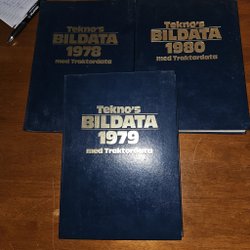 Tekno's
BILDATA
1978
med Traktordata
Tekno's
BILDATA
1980
med Traktordata
Tekno's
BILDATA
1979
med Traktordata